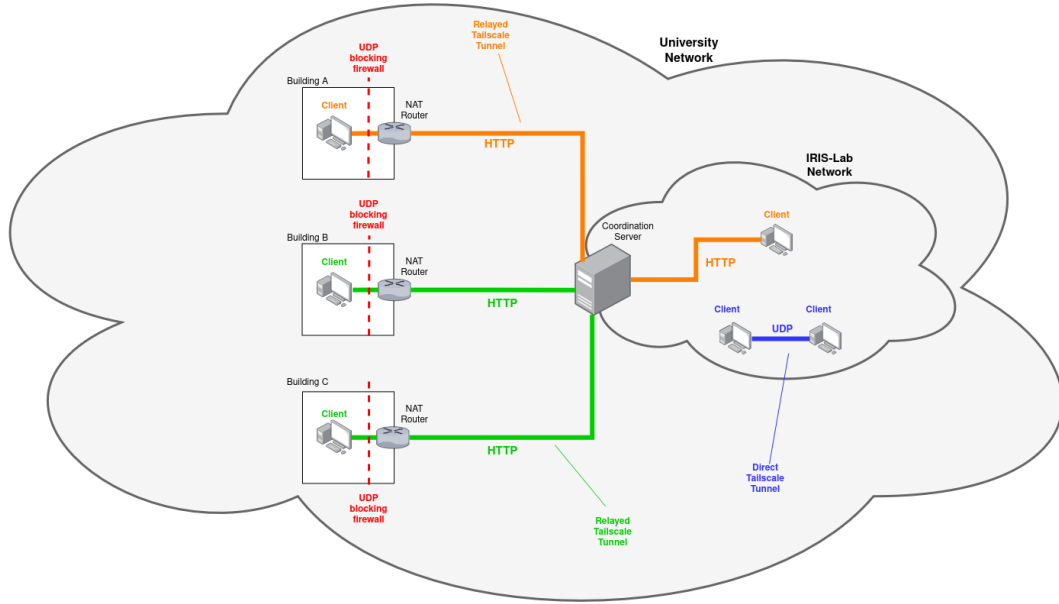 Relayed
Tailscale
Tunnel
University
Network
UDP
blocking
firewall
Building A
Client
NAT
Router
HTTP
IRIS-Lab
Network
UDP
blocking
firewall
Building B
Client
NAT
Router
HTTP
Coordination
Server
Client
HTTP
Client
Client
UDP
Building C
Client
NAT
Router
HTTP
UDP
blocking
firewall
Relayed
Tailscale
Tunnel
Direct
Tailscale
Tunnel